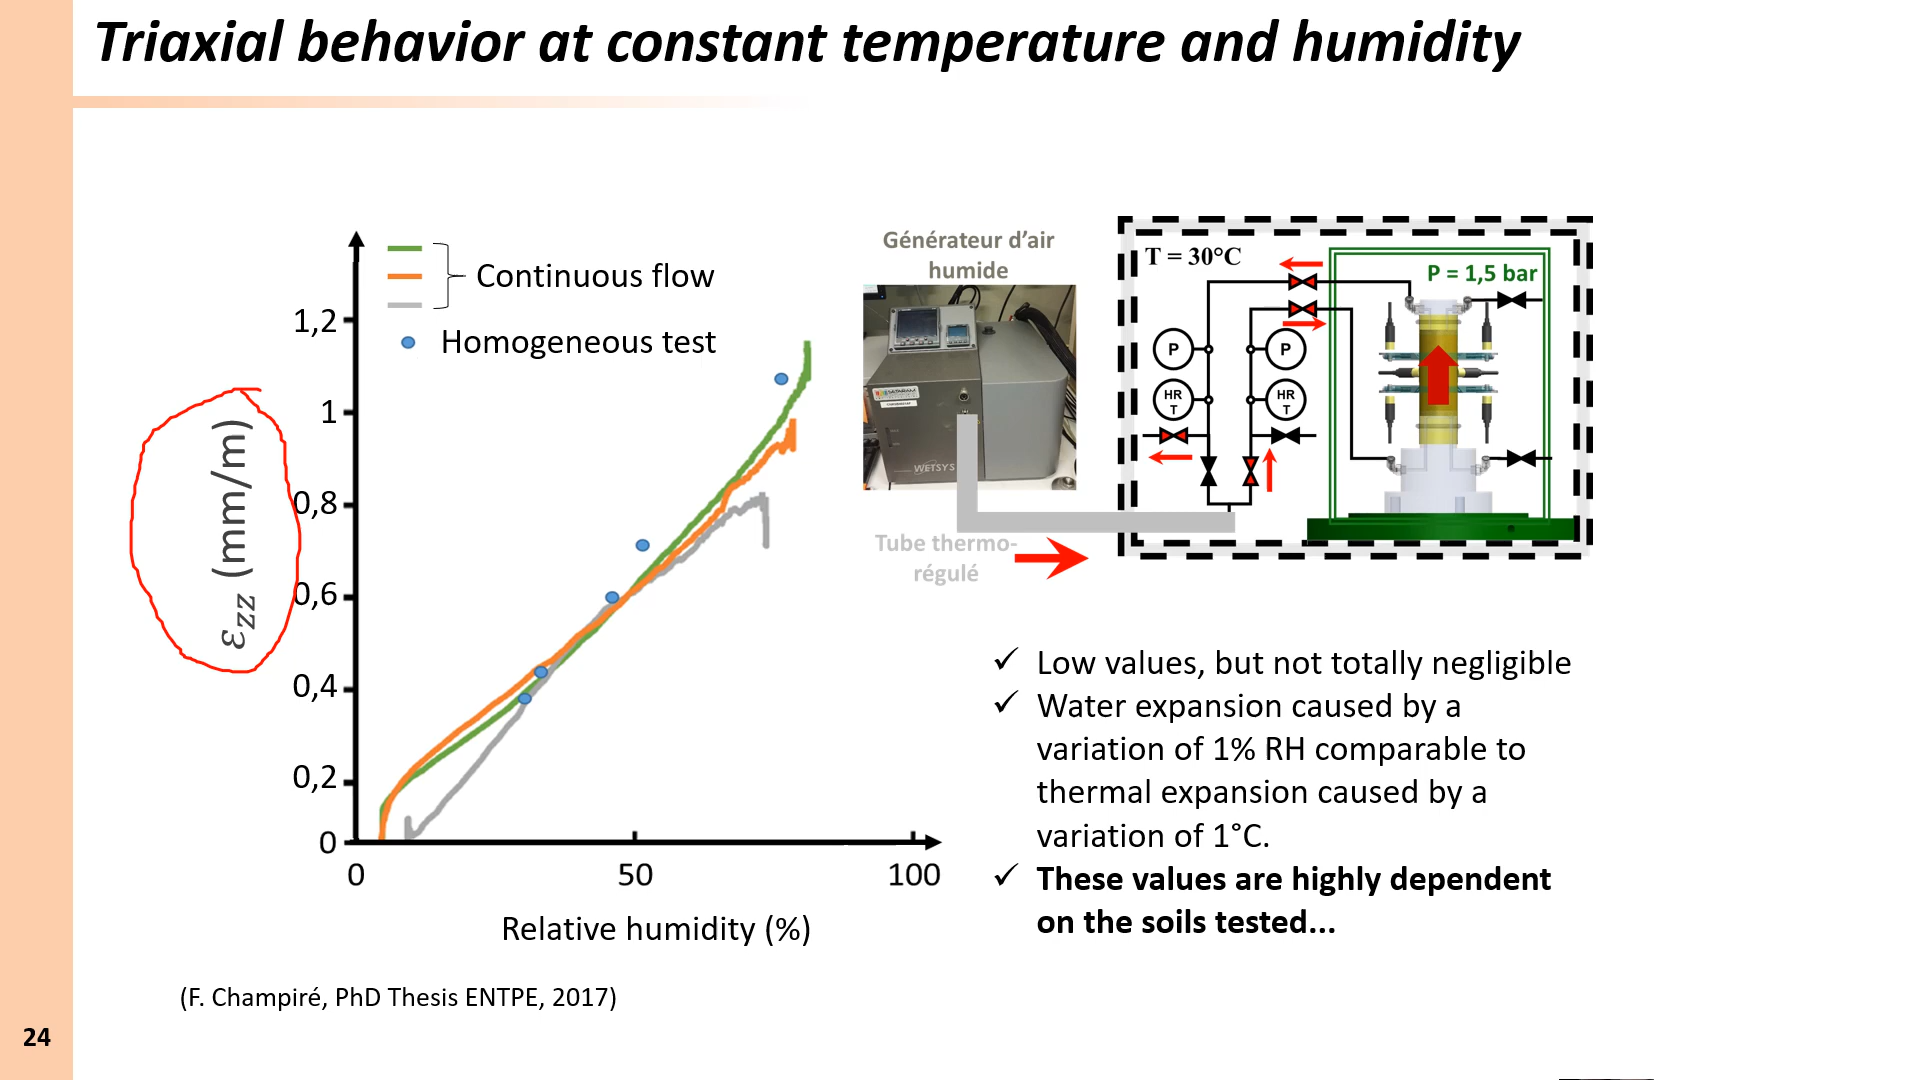 Triaxial behavior at constant temperature and humidity
Continuous flow
Homogeneous test
1,2
1
0,8
0,6
0,4
0,2
0
0
50
100
εzz (mm/m)
Relative humidity (%)
Générateur d'air
humide
WETSYS
Tube thermo-
régulé
T = 30°C
P = 1,5 bar
P
P
HR
T
HR
T
✓ Low values, but not totally negligible
✓ Water expansion caused by a
variation of 1% RH comparable to
thermal expansion caused by a
variation of 1°C.
✓ These values are highly dependent
on the soils tested...
(F. Champiré, PhD Thesis ENTPE, 2017)
24